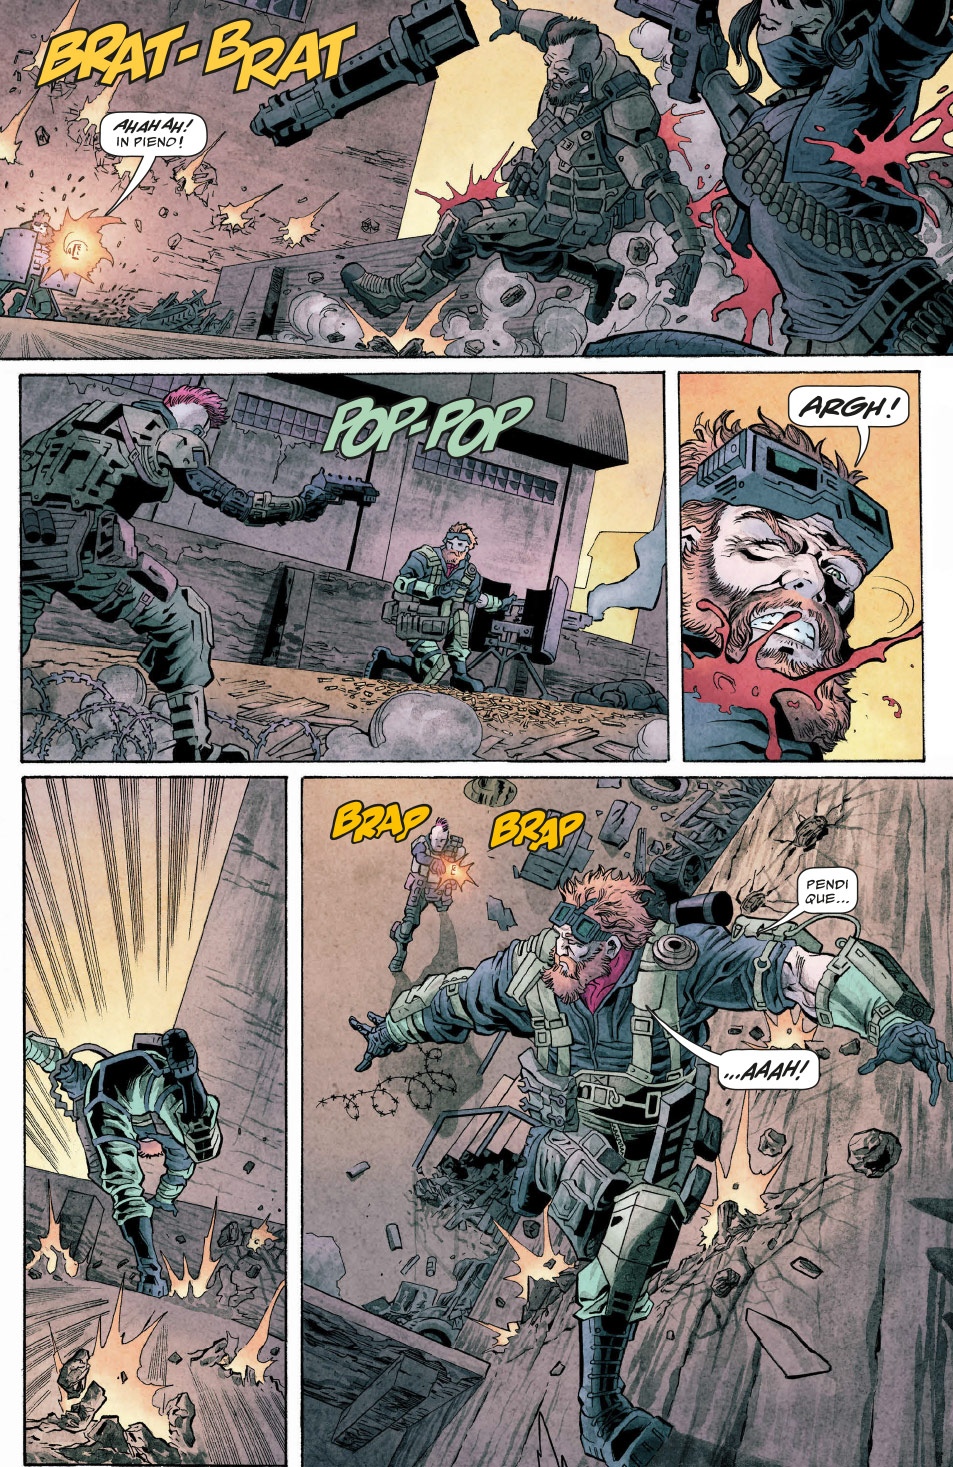 BRAT-BRAT
AHAHAH!
IN PIENO!
POP-POP
ARGH!
BRAP
BRAP
PENDI
QUE...
...AAAH!